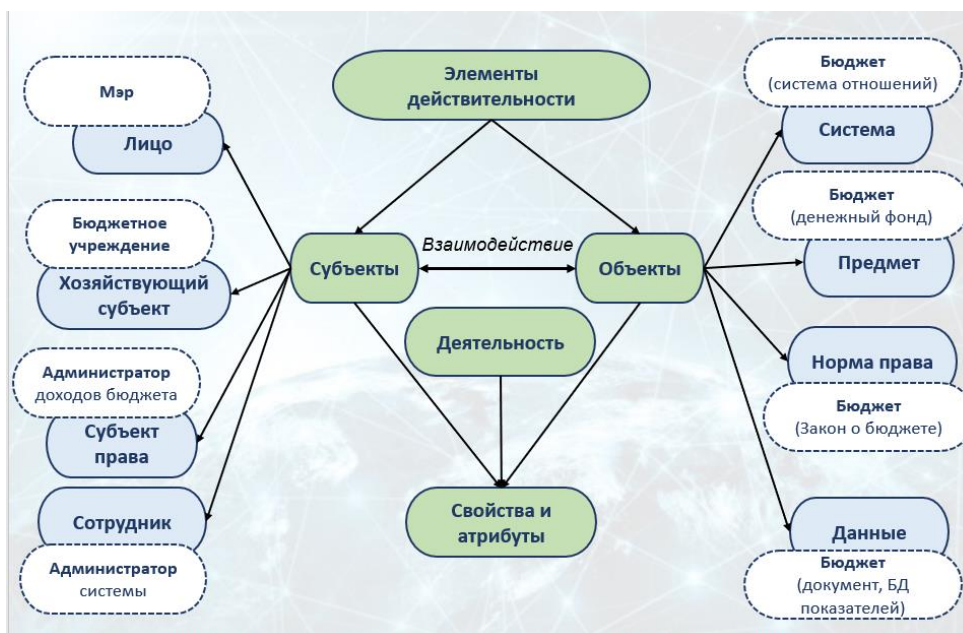 Элементы
действительности
Мэр
Лицо
Бюджетное
учреждение
Хозяйствующий
субъект
Администратор
доходов бюджета
Субъект
права
Сотрудник
Администратор
системы
Субъекты
Взаимодействие
Объекты
Деятельность
Свойства и
атрибуты
Бюджет
(система отношений)
Система
Бюджет
(денежный фонд)
Предмет
Норма права
Бюджет
(Закон о бюджете)
Данные
Бюджет
(документ, БД
показателей)